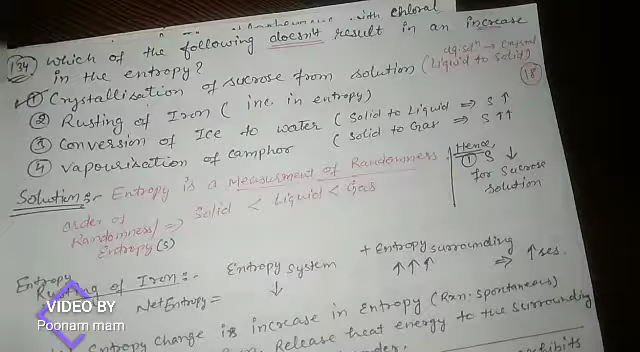 with chloral
(134) Which of the following doesn't result in an increase
in the entropy?
aq. solⁿ → Crystal
① Crystallisation of sucrose from solution (Liquid to Solid)
(18)
② Rusting of Iron (inc. in entropy)
③ Conversion of Ice to water (Solid to Liquid ⇒ S ↑
④ Vapourisation of camphor (Solid to Gas ⇒ S ↑↑
Solution:- Entropy is a Measurment of Randomness.
Hence,
① S ↓
for Sucrose
solution
order of
Randomness/ ⇒ Solid < Liquid < Gas
Entropy (S)
Entropy
Rusting of Iron:-
Net Entropy = Entropy system ↓ + Entropy surrounding ↑↑↑ ⇒ ↑ses.
Entropy change is increase in Entropy (Rxn. spontaneous)
Release heat energy to the surrounding
VIDEO BY
Poonam mam